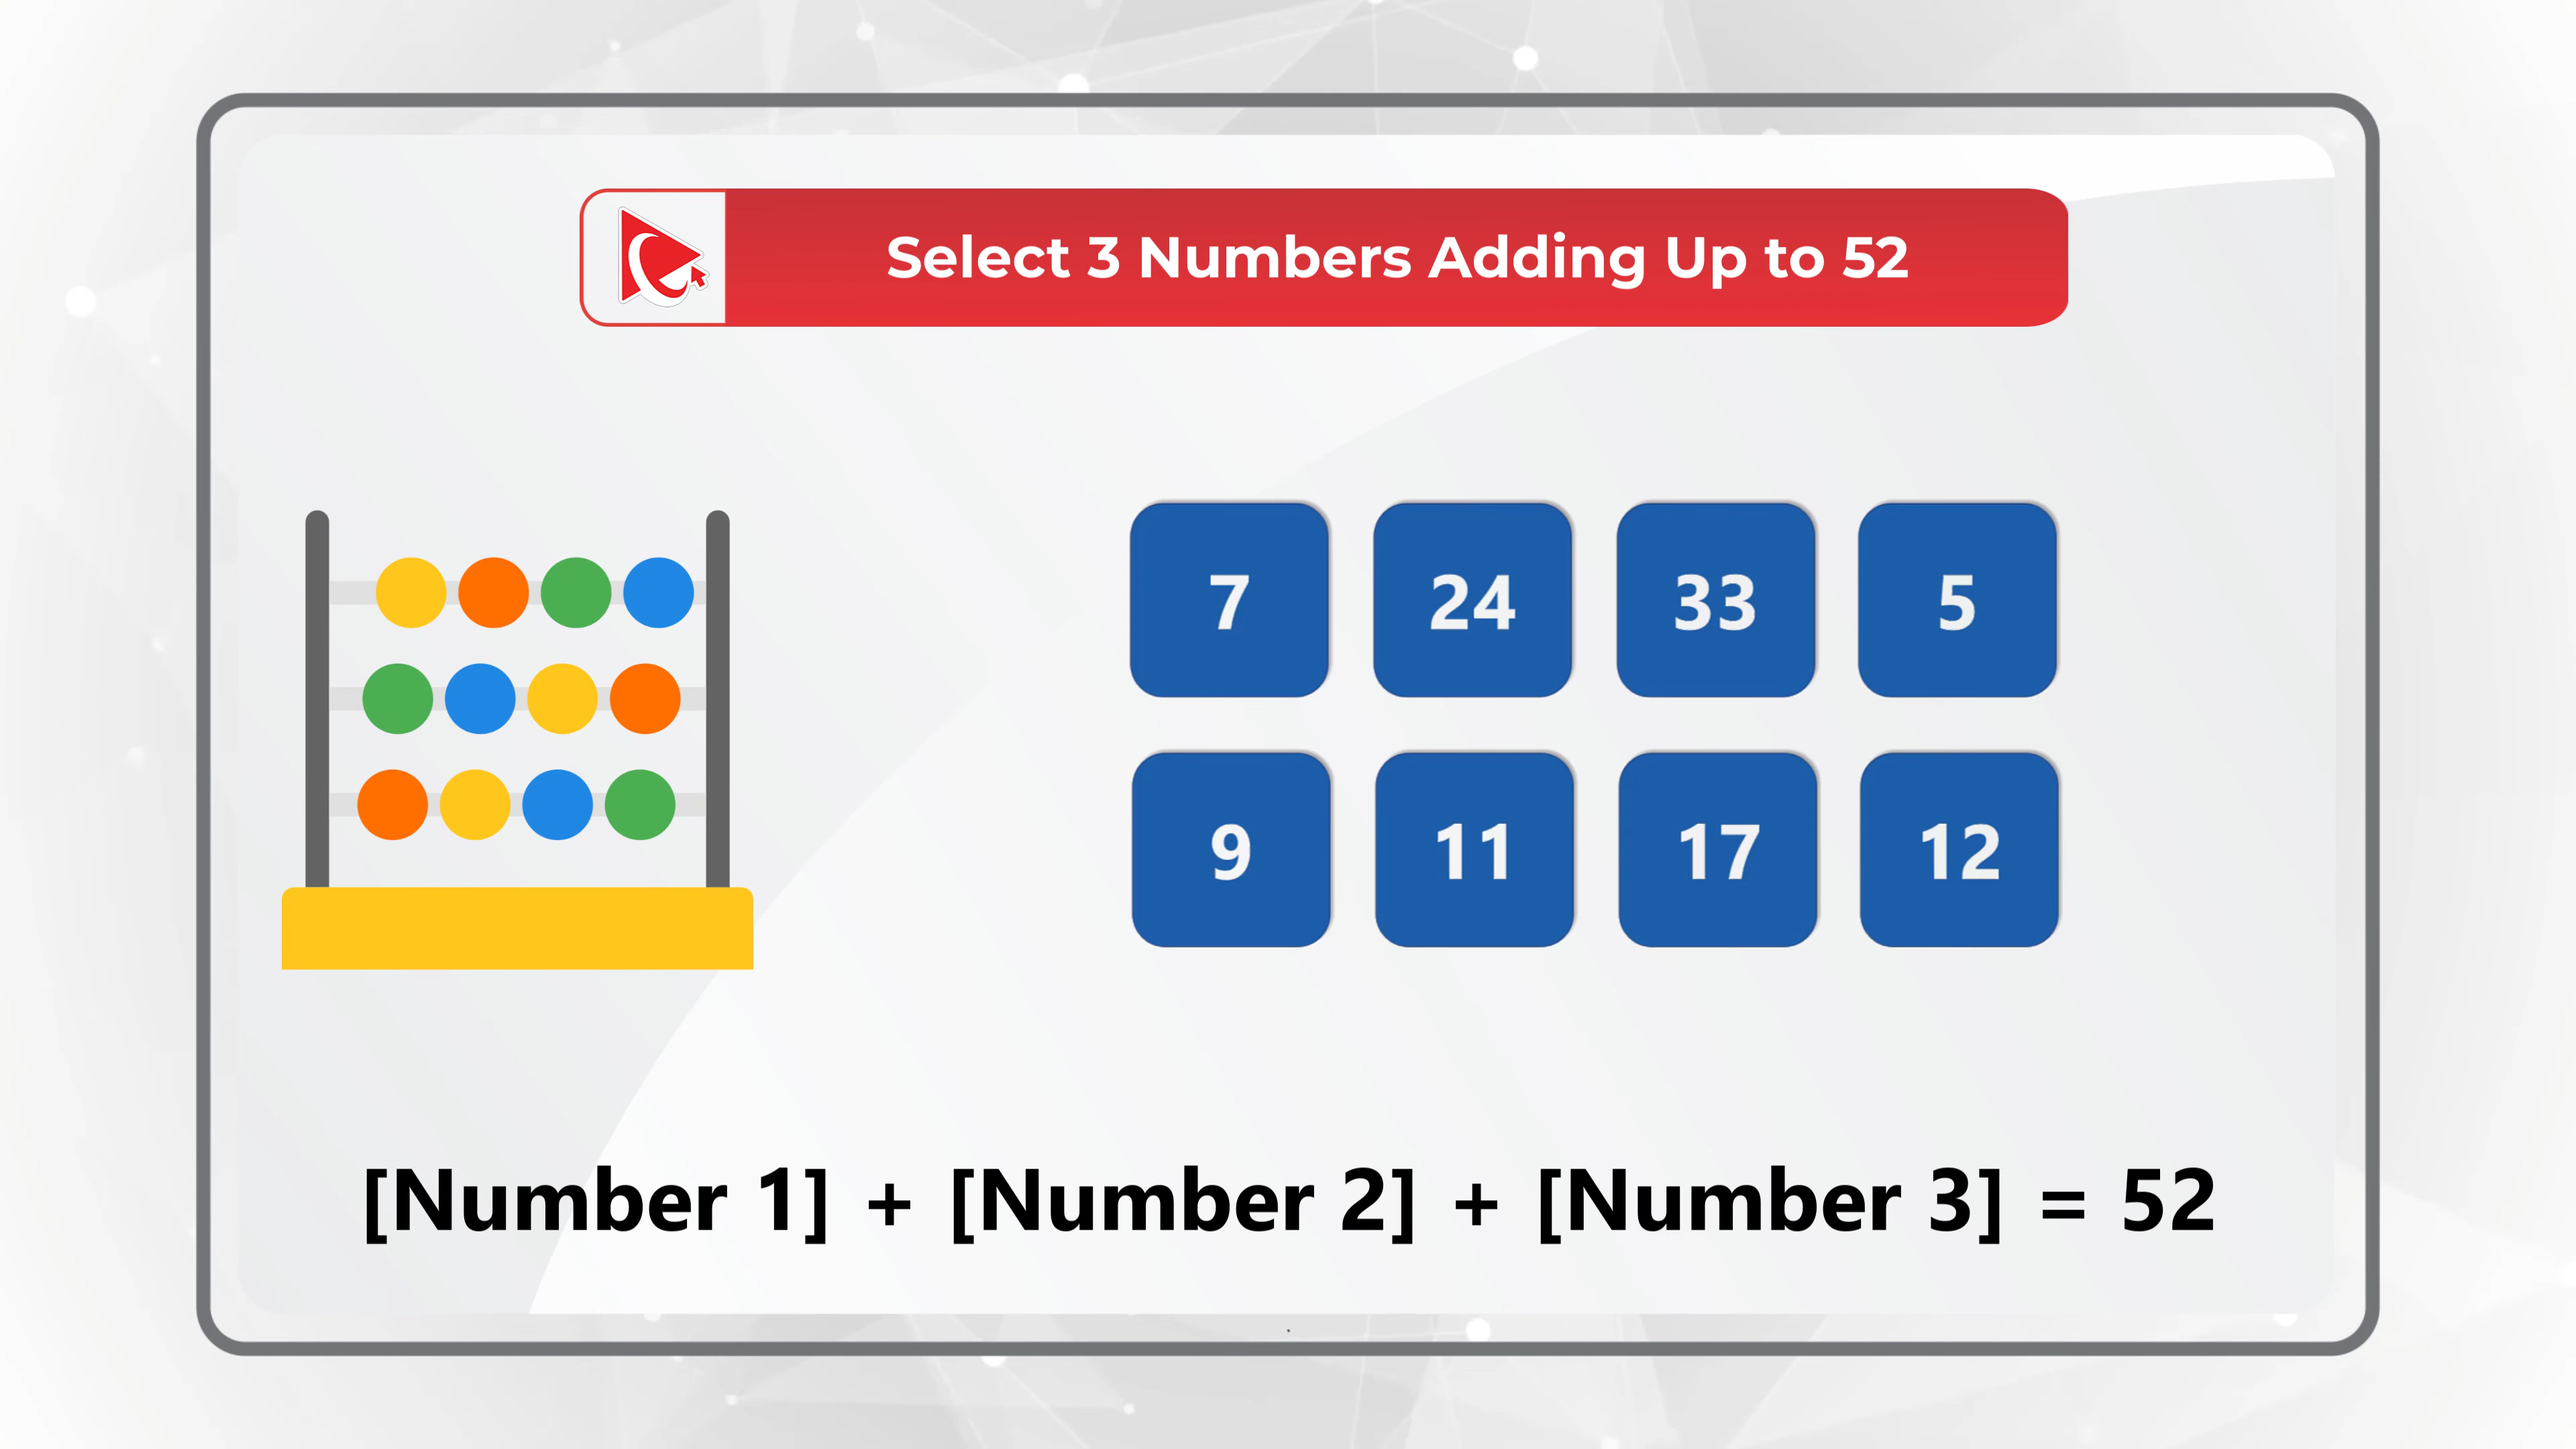 Select 3 Numbers Adding Up to 52
7 24 33 5
9 11 17 12
[Number 1] + [Number 2] + [Number 3] = 52